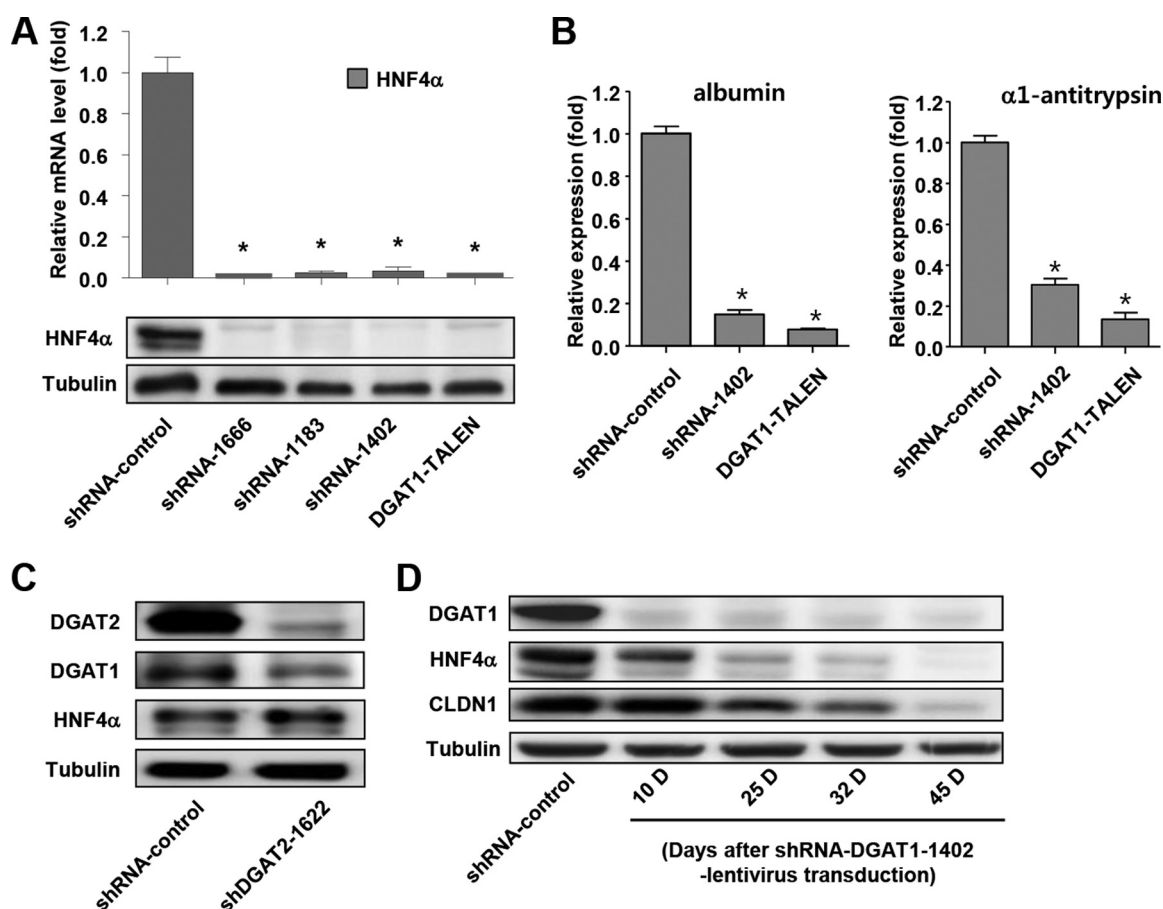 A
Relative mRNA level (fold)
1.2
1.0
0.8
0.6
0.4
0.2
0.0
HNF4α
*
*
*
*
HNF4α
Tubulin
shRNA-control
shRNA-1666
shRNA-1183
shRNA-1402
DGAT1-TALEN
B
albumin
Relative expression (fold)
1.2
1.0
0.8
0.6
0.4
0.2
0.0
*
*
shRNA-control
shRNA-1402
DGAT1-TALEN
α1-antitrypsin
Relative expression (fold)
1.2
1.0
0.8
0.6
0.4
0.2
0.0
*
*
shRNA-control
shRNA-1402
DGAT1-TALEN
C
DGAT2
DGAT1
HNF4α
Tubulin
shRNA-control
shDGAT2-1622
D
DGAT1
HNF4α
CLDN1
Tubulin
shRNA-control
10 D
25 D
32 D
45 D
(Days after shRNA-DGAT1-1402
-lentivirus transduction)